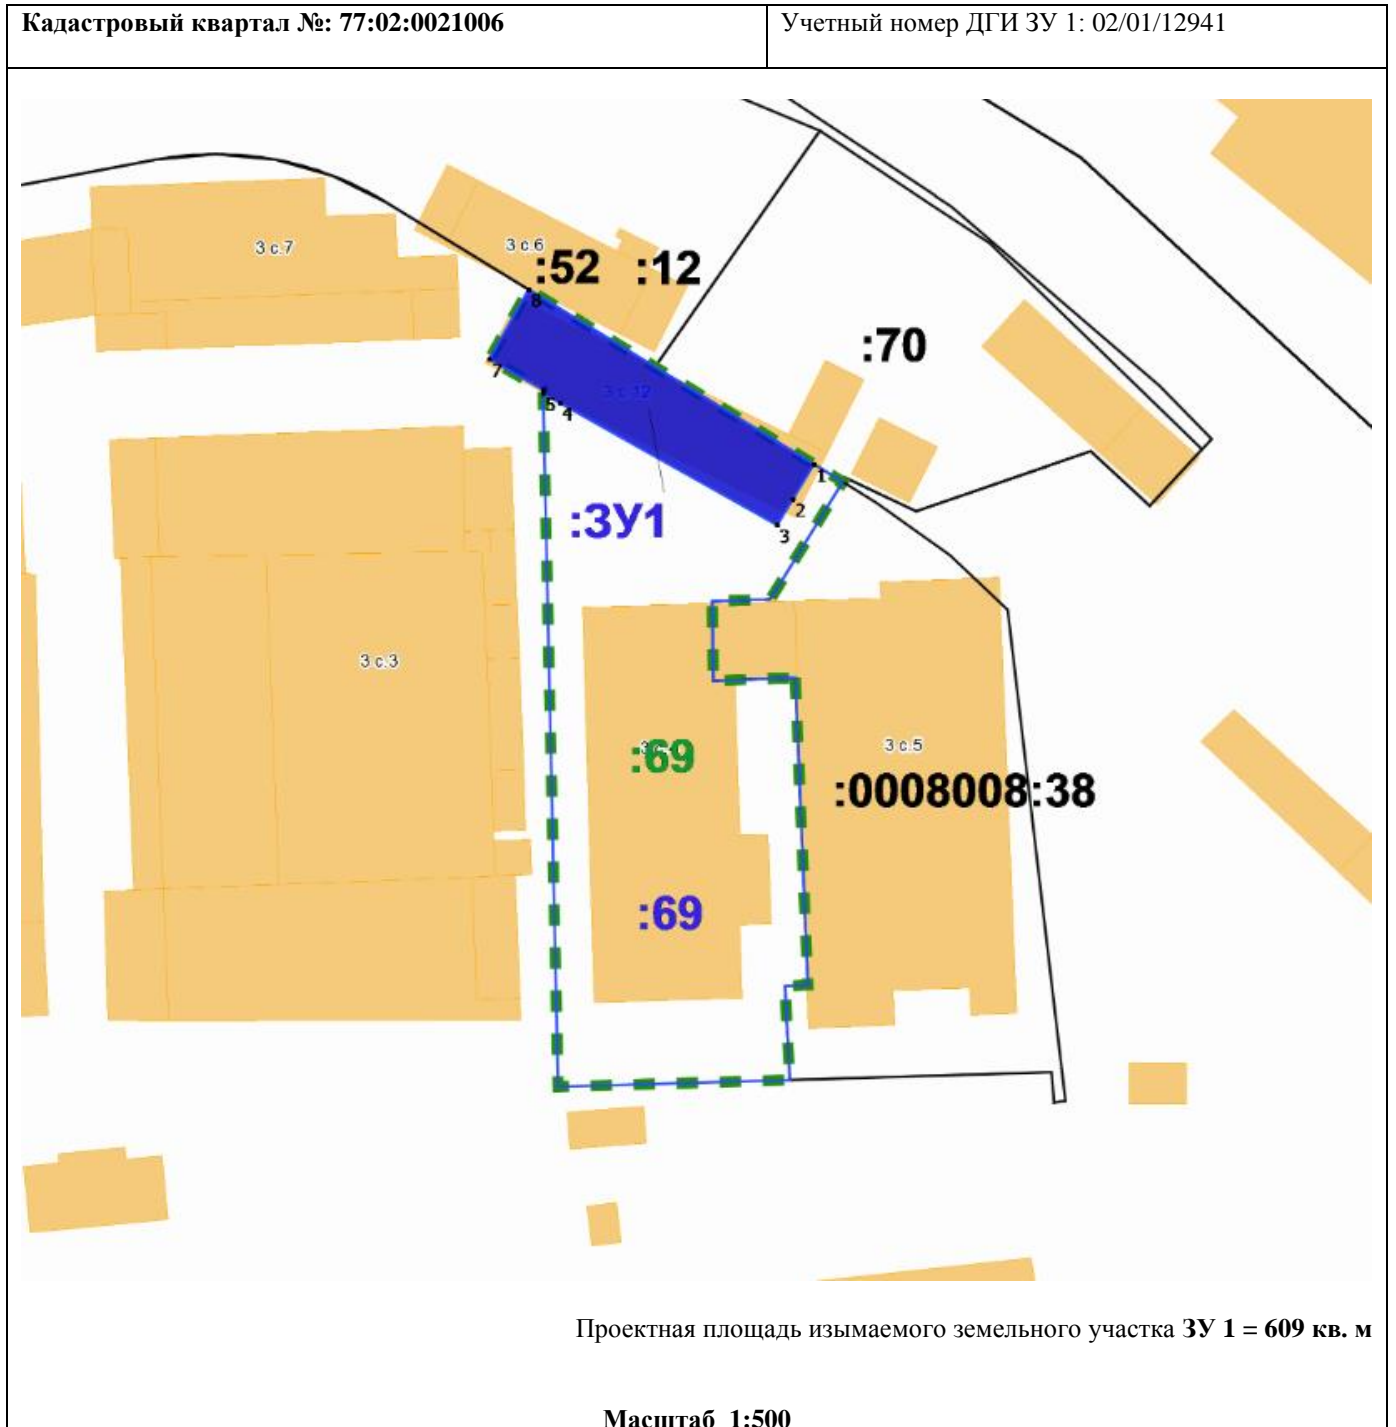 Кадастровый квартал №: 77:02:0021006
Учетный номер ДГИ ЗУ 1: 02/01/12941
3 с.7
3 с.6
:52
:12
8
:70
7
3 с.12
5
4
1
2
:ЗУ1
3
3 с.3
3 с.5
:69
:0008008:38
:69
Проектная площадь изымаемого земельного участка ЗУ 1 = 609 кв. м
Масштаб 1:500